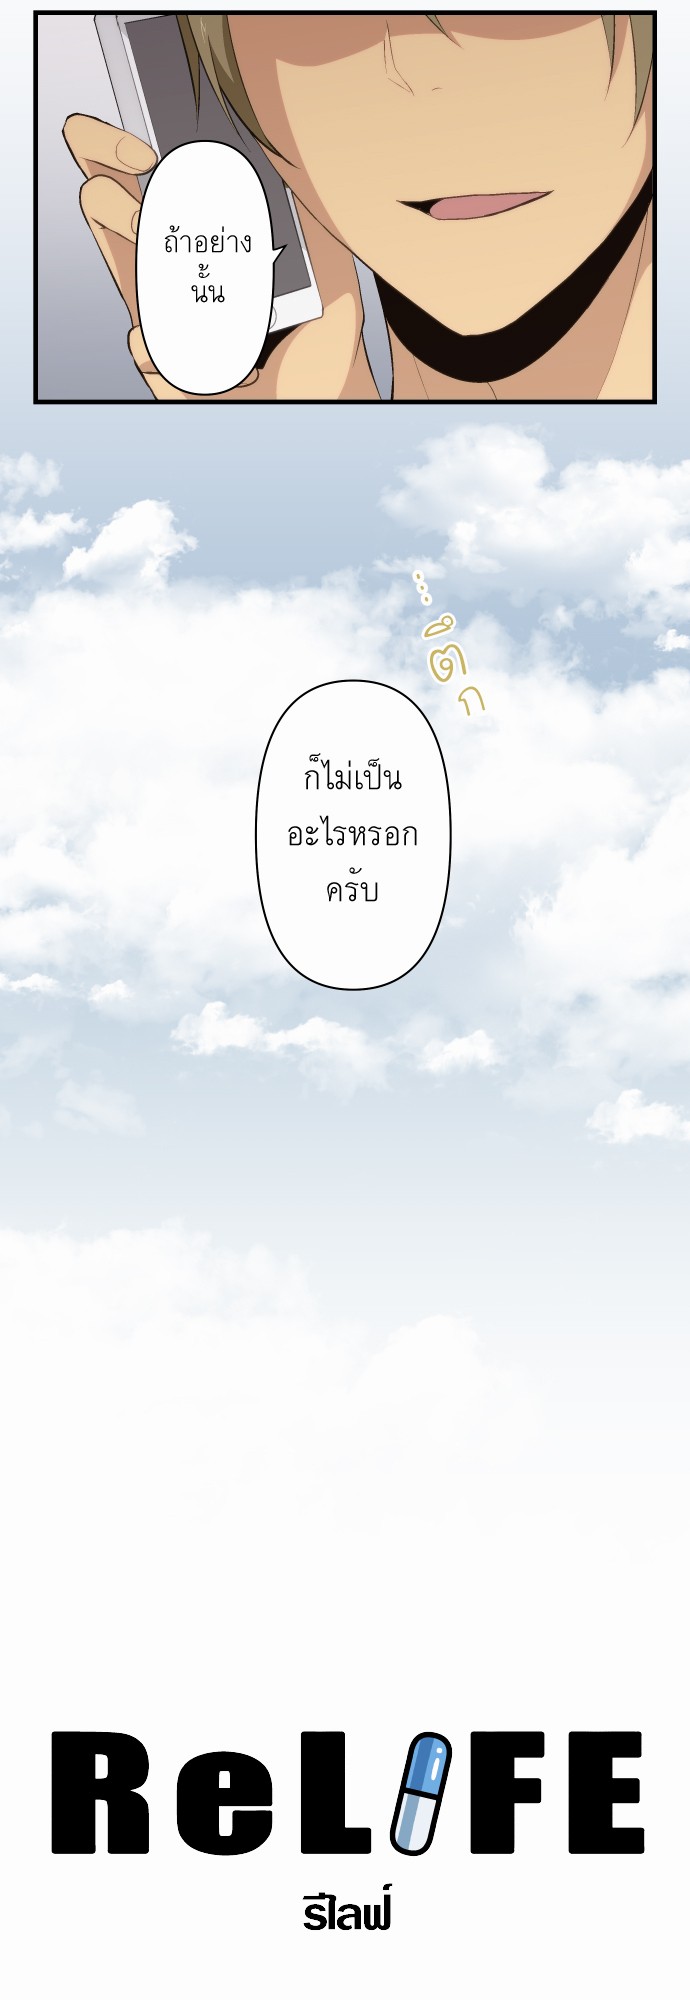 ถ้าอย่าง
นั้น
...
ตึก
ก็ไม่เป็น
อะไรหรอก
ครับ
ReLIFE
รีไลฟ์